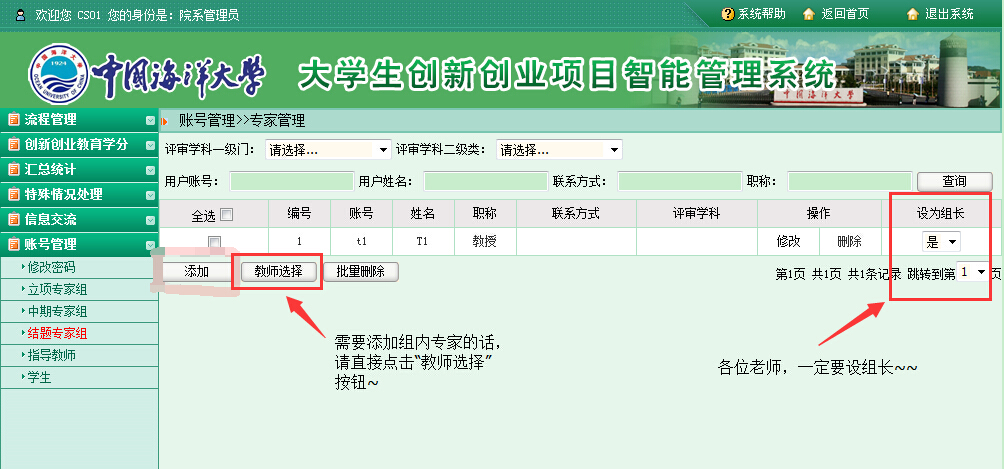 欢迎您 CS01 您的身份是：院系管理员
系统帮助 返回首页 退出系统
1924
OCEAN UNIVERSITY OF CHINA
中国海洋大学 大学生创新创业项目智能管理系统
中国海洋大学
流程管理
创新创业教育学分
汇总统计
特殊情况处理
信息交流
账号管理
修改密码
立项专家组
中期专家组
结题专家组
指导教师
学生
账号管理>>专家管理
评审学科一级门： 请选择... 评审学科二级类： 请选择...
用户账号： 用户姓名： 联系方式： 职称： 查询
全选 编号 账号 姓名 职称 联系方式 评审学科 操作 设为组长
1 t1 T1 教授 修改 删除 是
添加 教师选择 批量删除 第1页 共1页 共1条记录 跳转到第 1 页
需要添加组内专家的话，
请直接点击“教师选择”
按钮~
各位老师，一定要设组长~~